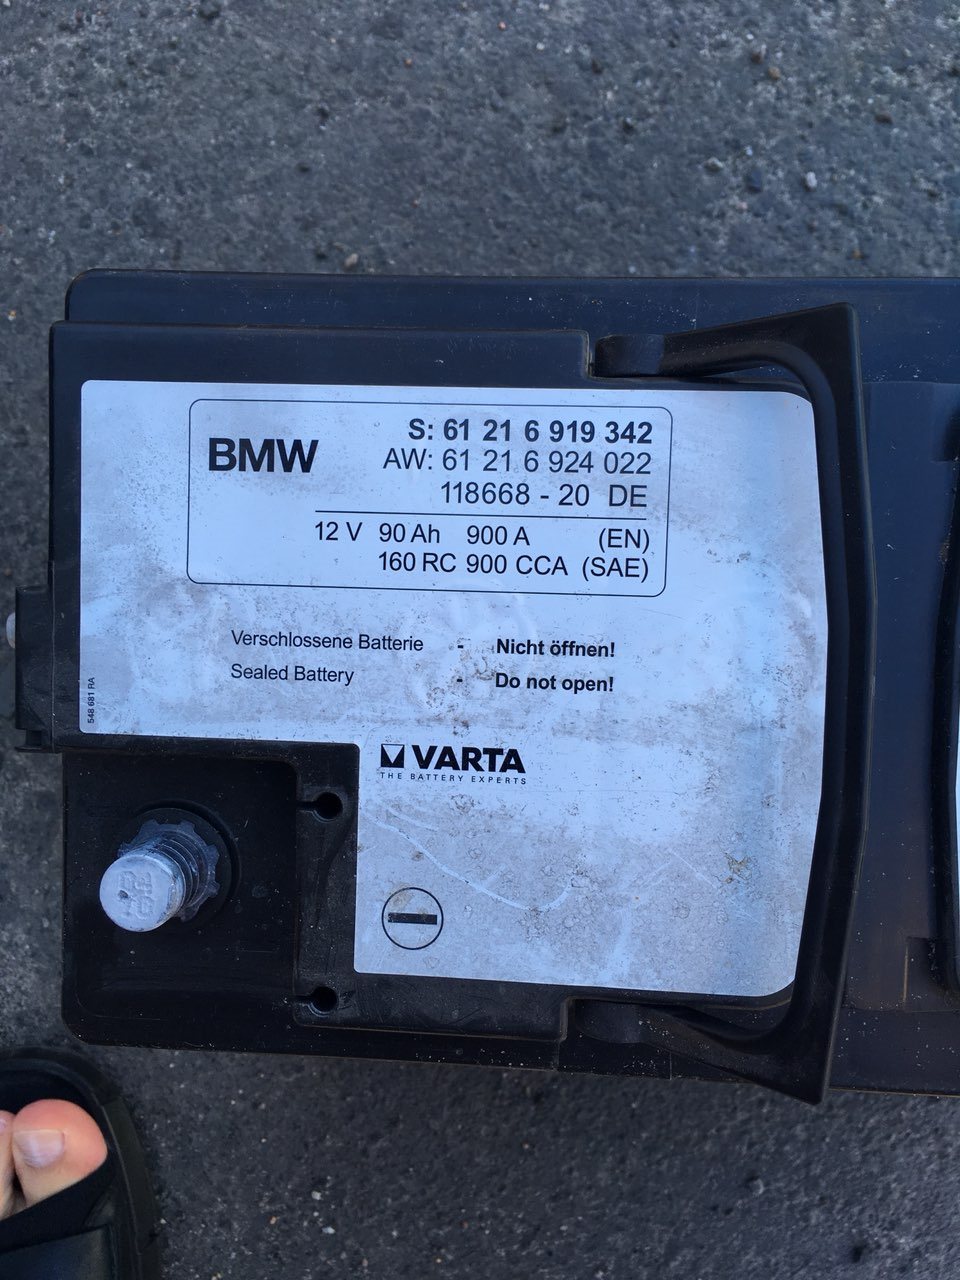 BMW
S: 61 21 6 919 342
AW: 61 21 6 924 022
118668 - 20 DE
12 V 90 Ah 900 A (EN)
160 RC 900 CCA (SAE)
Verschlossene Batterie - Nicht öffnen!
Sealed Battery - Do not open!
548 681 RA
VARTA
THE BATTERY EXPERTS